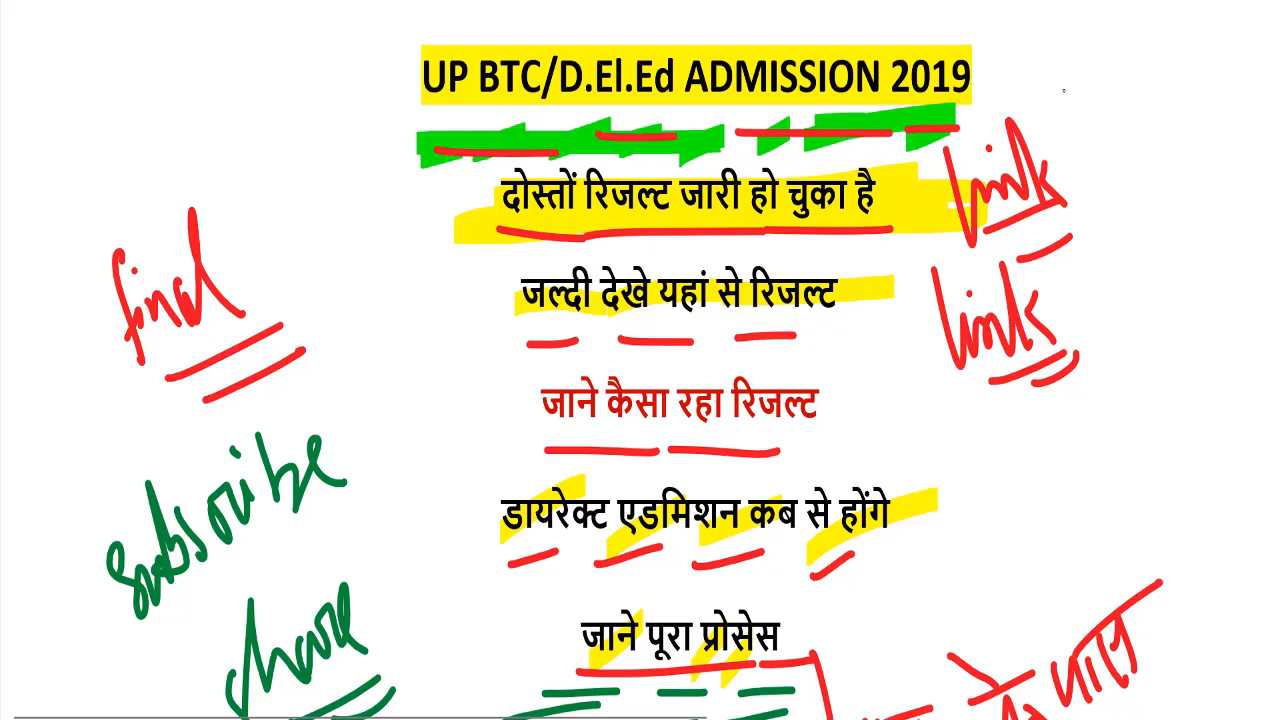 UP BTC/D.El.Ed ADMISSION 2019
दोस्तों रिजल्ट जारी हो चुका है
link
जल्दी देखे यहां से रिजल्ट
link
final
जाने कैसा रहा रिजल्ट
subscribe
डायरेक्ट एडमिशन कब से होंगे
share
जाने पूरा प्रोसेस